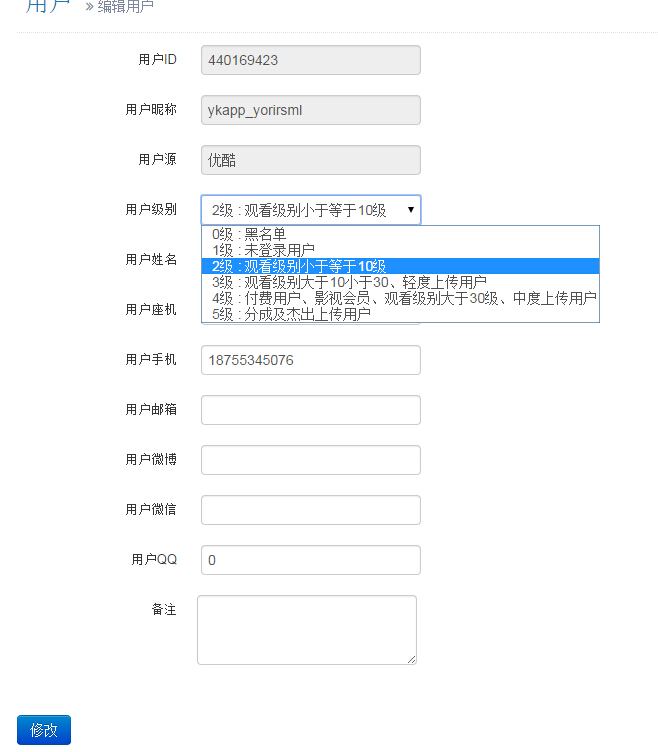 用户 » 编辑用户
用户ID 440169423
用户昵称 ykapp_yorirsml
用户源 优酷
用户级别 2级 : 观看级别小于等于10级
0级 : 黑名单
1级 : 未登录用户
用户姓名
2级 : 观看级别小于等于10级
3级 : 观看级别大于10小于30、轻度上传用户
4级 : 付费用户、影视会员、观看级别大于30级、中度上传用户
用户座机
5级 : 分成及杰出上传用户
用户手机 18755345076
用户邮箱
用户微博
用户微信
用户QQ 0
备注
修改